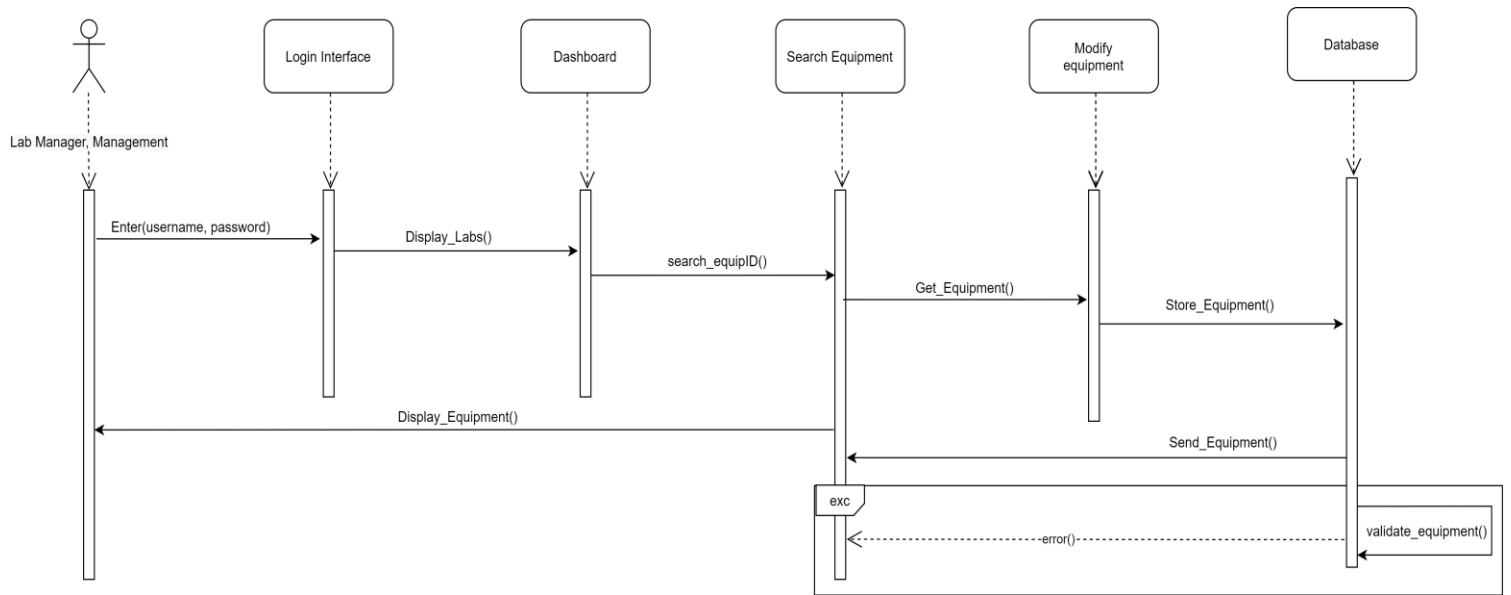 Login Interface
Dashboard
Search Equipment
Modify
equipment
Database
Lab Manager, Management
Enter(username, password)
Display_Labs()
search_equipID()
Get_Equipment()
Store_Equipment()
Display_Equipment()
Send_Equipment()
exc
error()
validate_equipment()